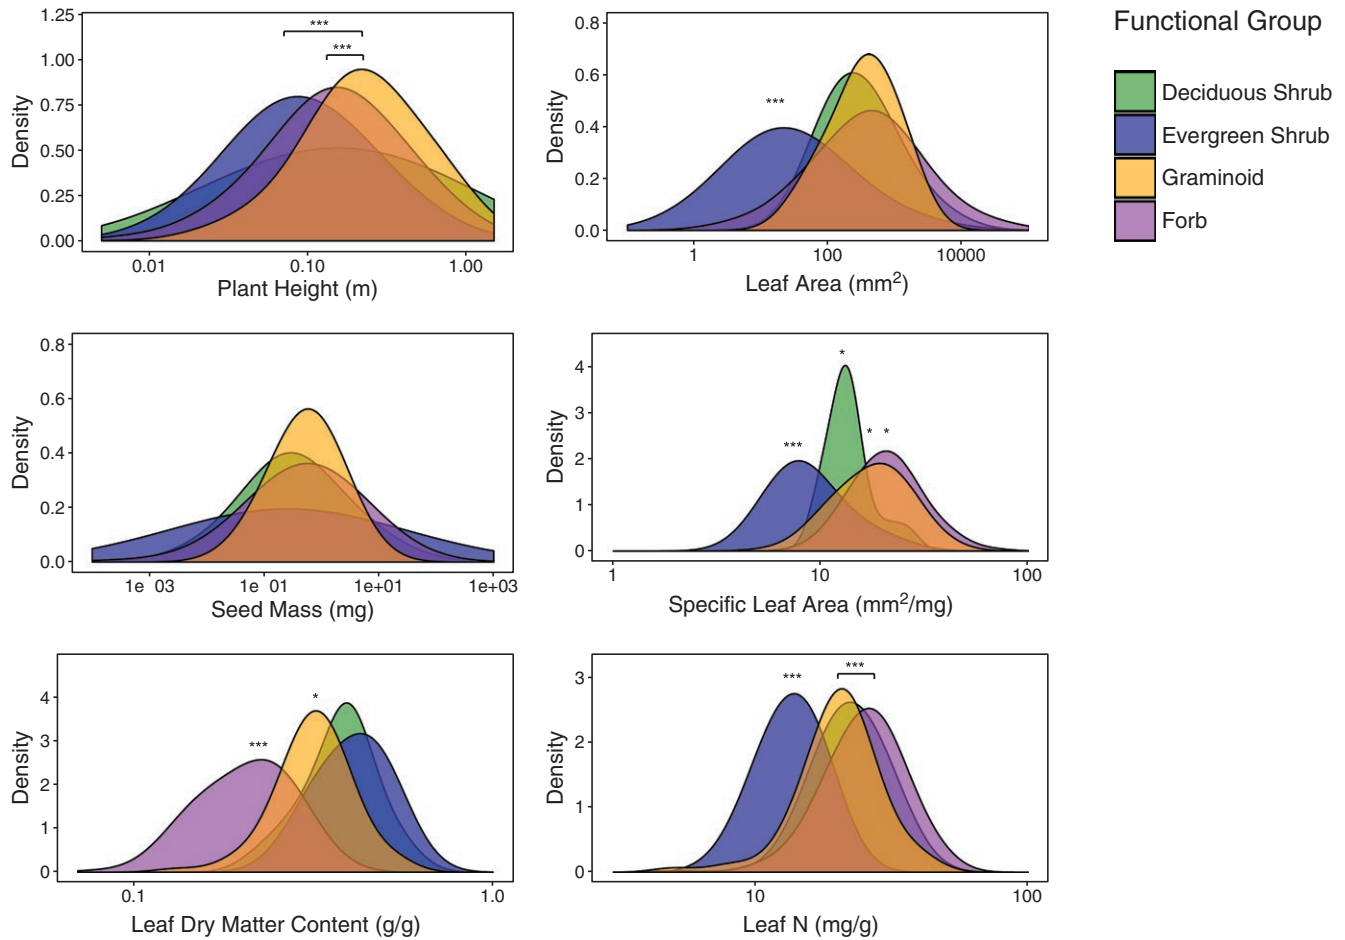 Functional Group
Deciduous Shrub
Evergreen Shrub
Graminoid
Forb
1.25
1.00
0.75
0.50
0.25
0.00
Density
***
***
0.01
0.10
1.00
Plant Height (m)
0.8
0.6
0.4
0.2
0.0
Density
***
1
100
10000
Leaf Area (mm²)
0.8
0.6
0.4
0.2
0.0
Density
1e 03
1e 01
1e+01
1e+03
Seed Mass (mg)
4
3
2
1
0
Density
***
*
* *
1
10
100
Specific Leaf Area (mm²/mg)
4
3
2
1
0
Density
***
*
0.1
1.0
Leaf Dry Matter Content (g/g)
3
2
1
0
Density
***
***
10
100
Leaf N (mg/g)